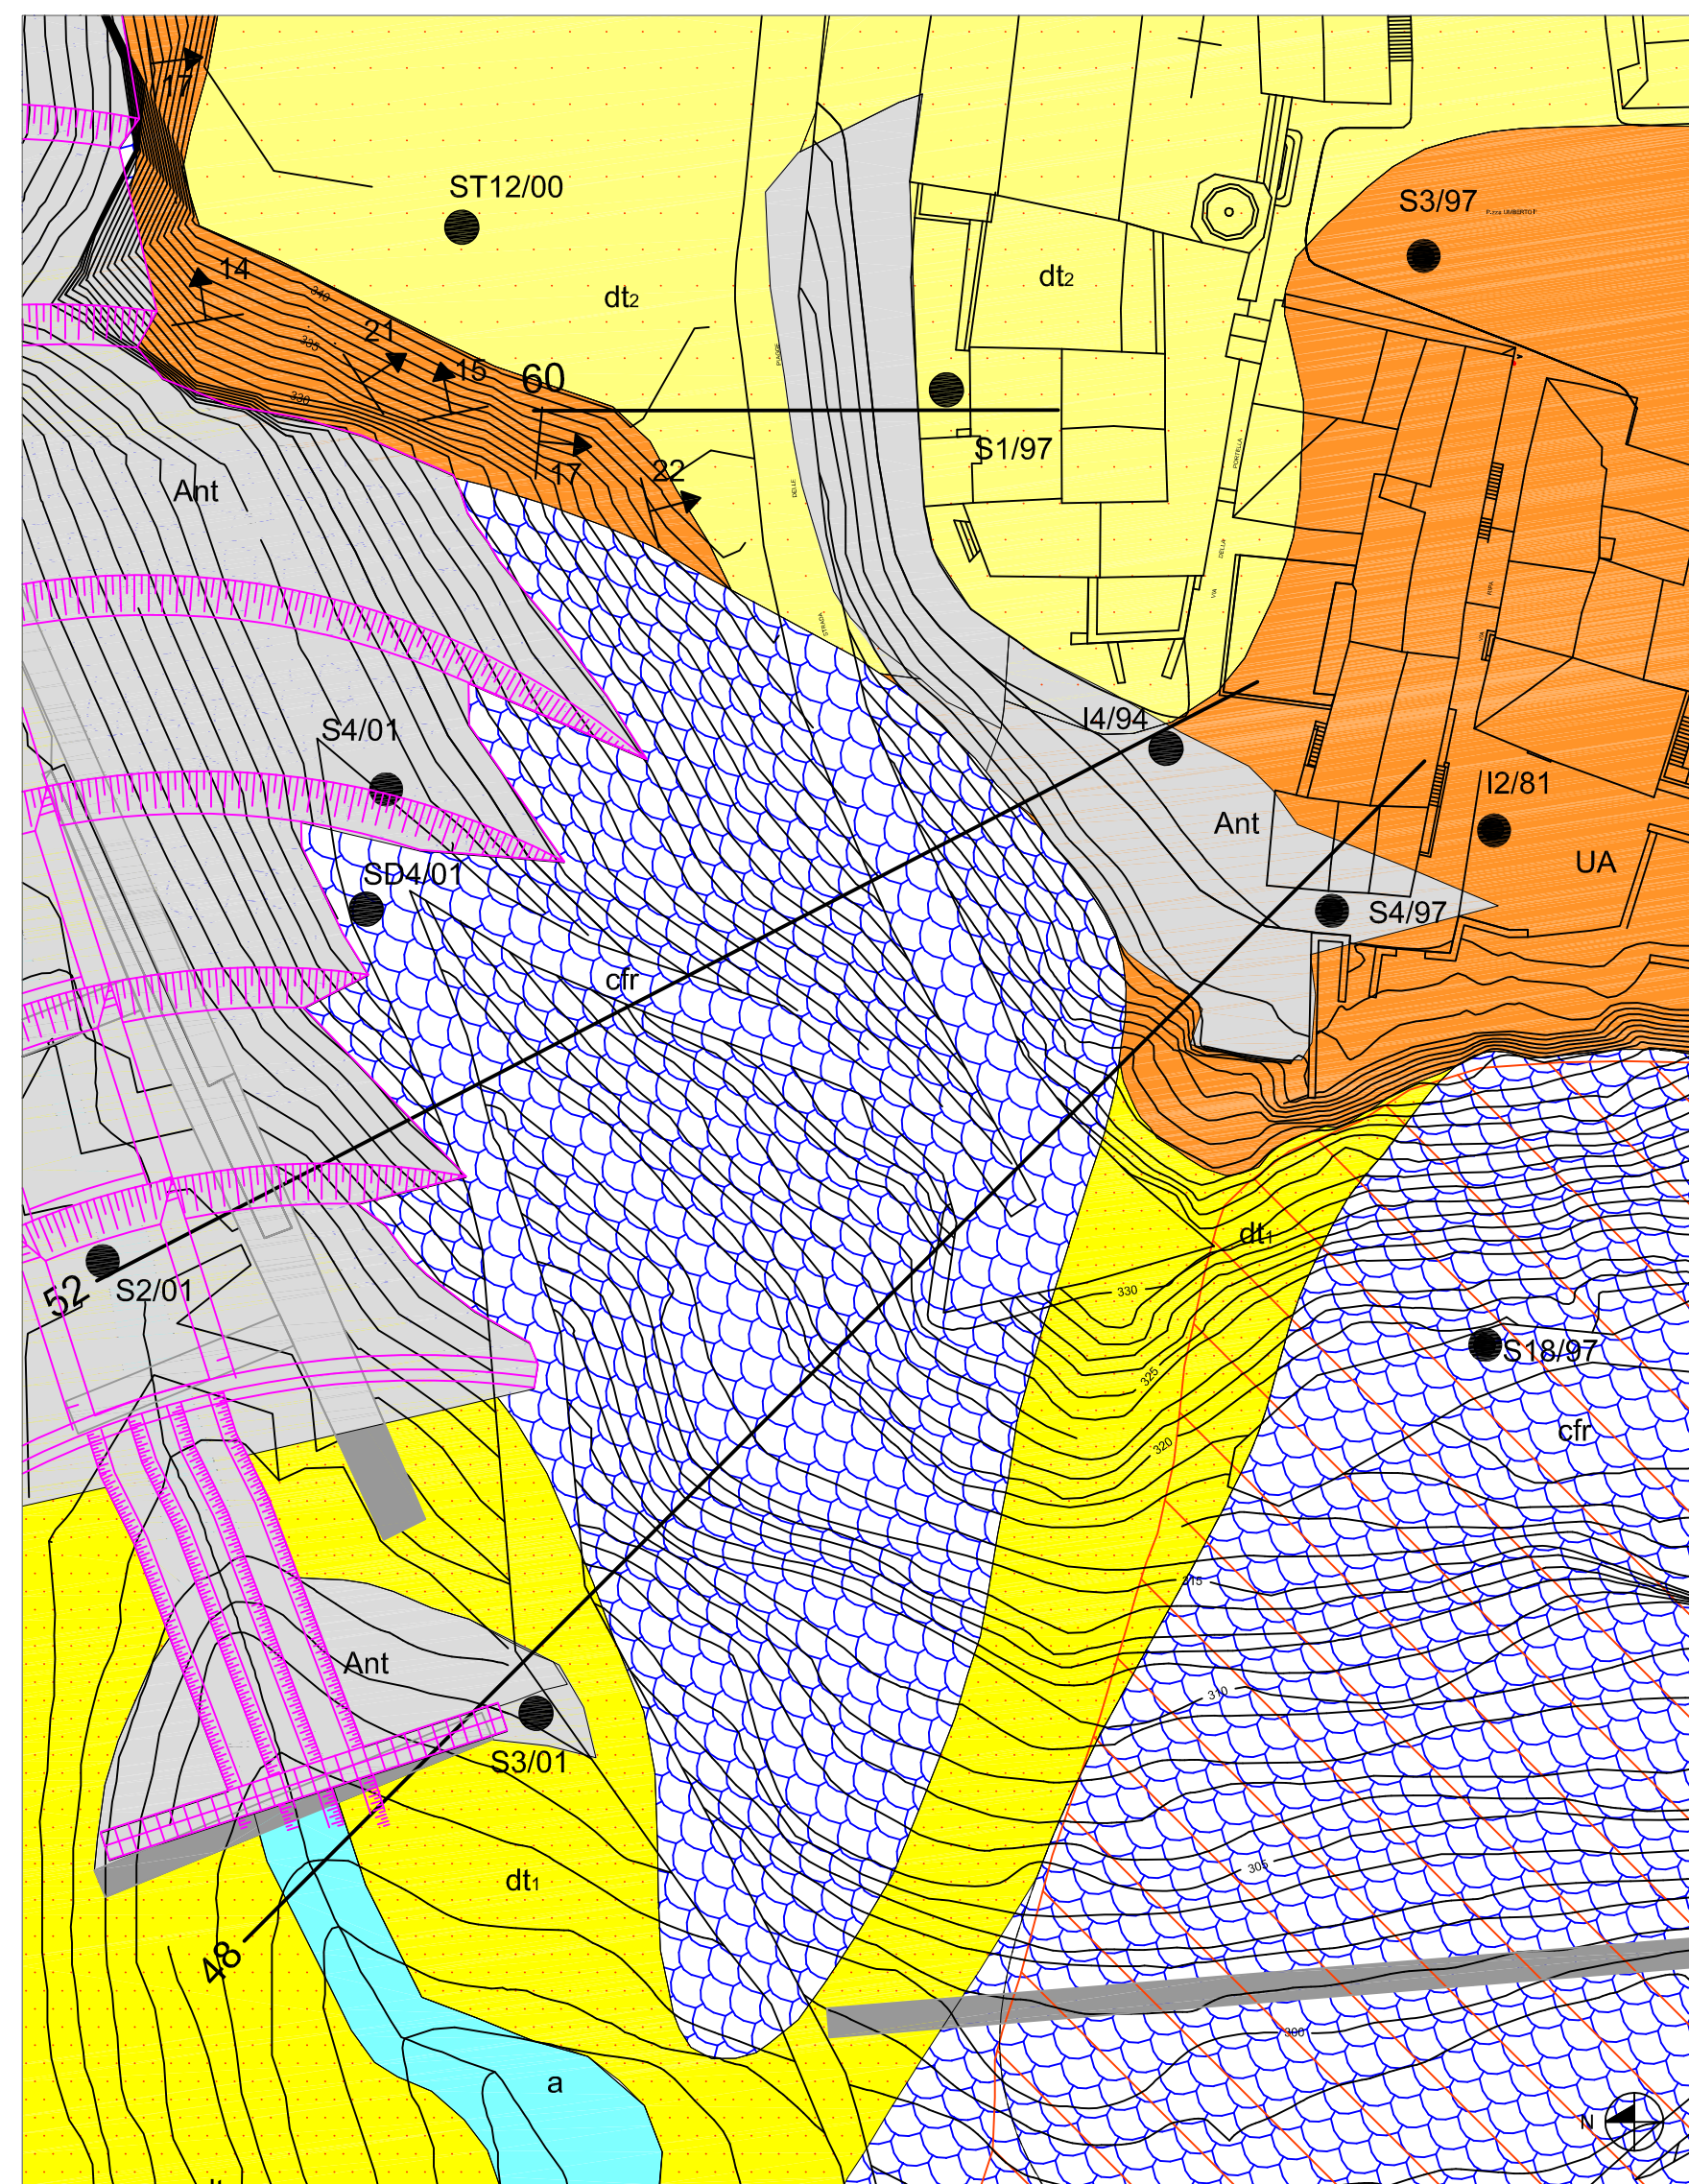 17
ST12/00
S3/97
P.zza UMBERTO I°
14
340
dt2
dt2
21
335
15
60
PIAGGE
330
S1/97
17
22
DELLE
PORTELLA
Ant
DELLA
VIA
RIPA
STRADA
VIA
S4/01
I4/94
I2/81
Ant
UA
SD4/01
S4/97
cfr
dt1
52
S2/01
330
S18/97
325
cfr
320
315
Ant
310
S3/01
305
dt1
48
300
a
N